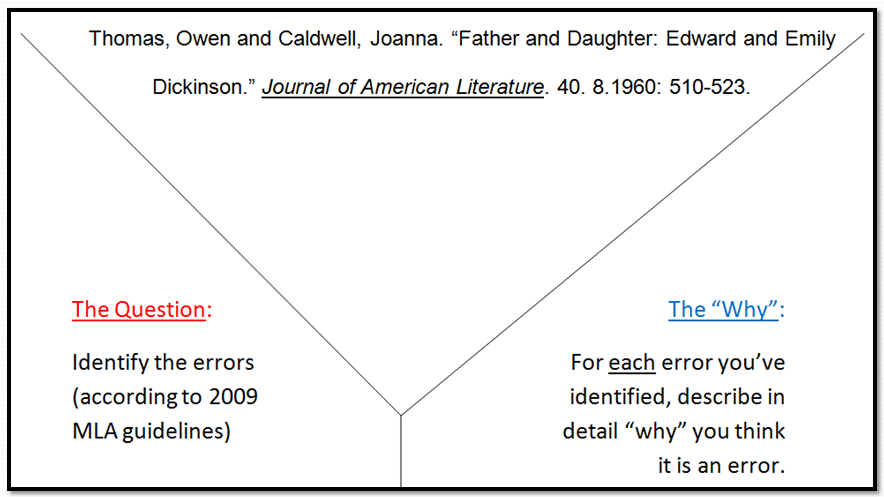 Thomas, Owen and Caldwell, Joanna. “Father and Daughter: Edward and Emily
Dickinson.” Journal of American Literature. 40. 8.1960: 510-523.
The Question:
Identify the errors
(according to 2009
MLA guidelines)
The “Why”:
For each error you’ve
identified, describe in
detail “why” you think
it is an error.